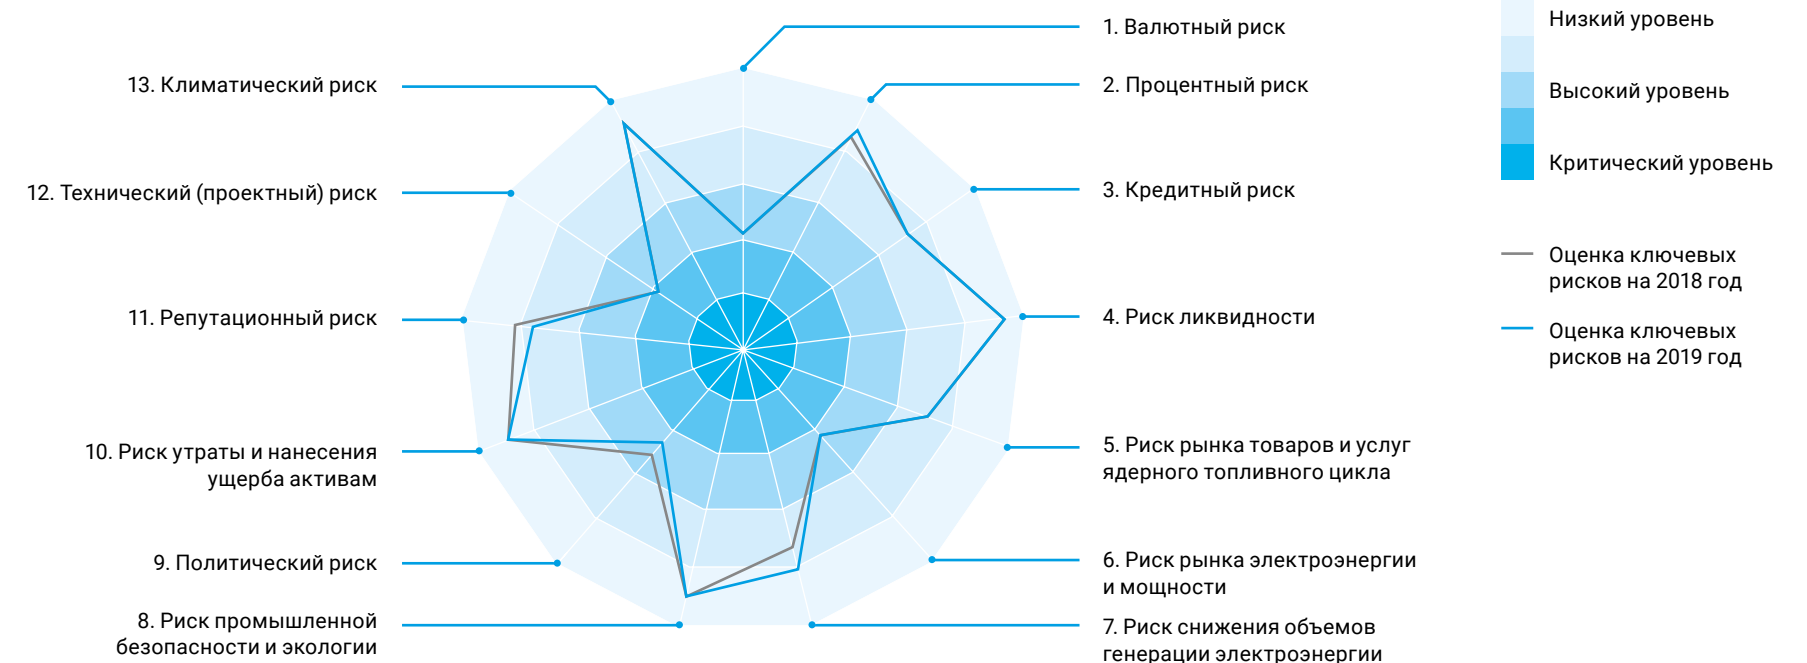 1. Валютный риск
2. Процентный риск
3. Кредитный риск
4. Риск ликвидности
5. Риск рынка товаров и услуг
ядерного топливного цикла
6. Риск рынка электроэнергии
и мощности
7. Риск снижения объемов
генерации электроэнергии
8. Риск промышленной
безопасности и экологии
9. Политический риск
10. Риск утраты и нанесения
ущерба активам
11. Репутационный риск
12. Технический (проектный) риск
13. Климатический риск
Низкий уровень
Высокий уровень
Критический уровень
Оценка ключевых
рисков на 2018 год
Оценка ключевых
рисков на 2019 год